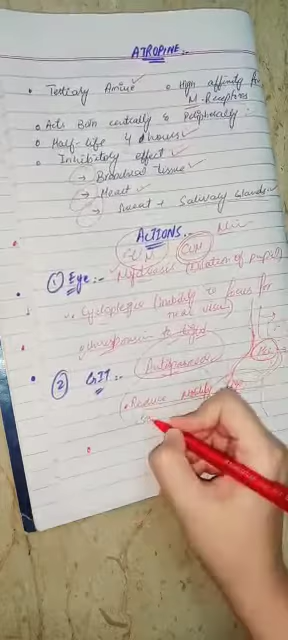 ATROPINE:-
• Tertiary Amine ✓ • High affinity for
M-Receptors
• Acts Both centrally & Peripherally
• Half-life 4 hours ✓
• Inhibitory effect ✓
→ Bronchial tissue ✓
→ Heart ✓
→ Sweat + Salivary Glands ✓
ACTIONS:-
① Eye:- Mydriasis (dilation of pupil)
Cycloplegia (inability to focus for
near vision)
to light
② GIT:-
• Reduce motility